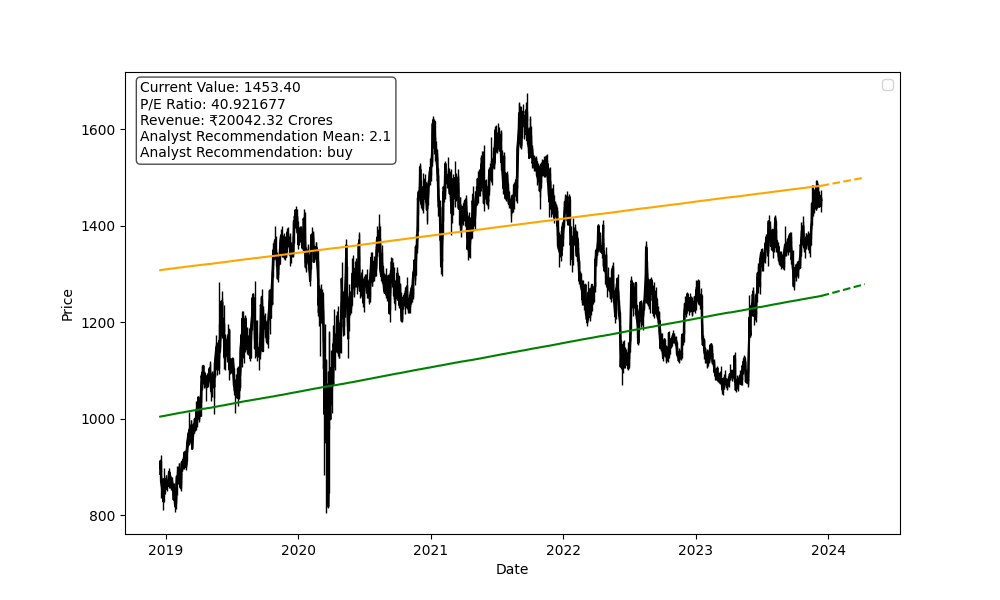 Current Value: 1453.40
P/E Ratio: 40.921677
Revenue: ₹20042.32 Crores
Analyst Recommendation Mean: 2.1
Analyst Recommendation: buy
1600
1400
1200
1000
800
Price
2019 2020 2021 2022 2023 2024
Date